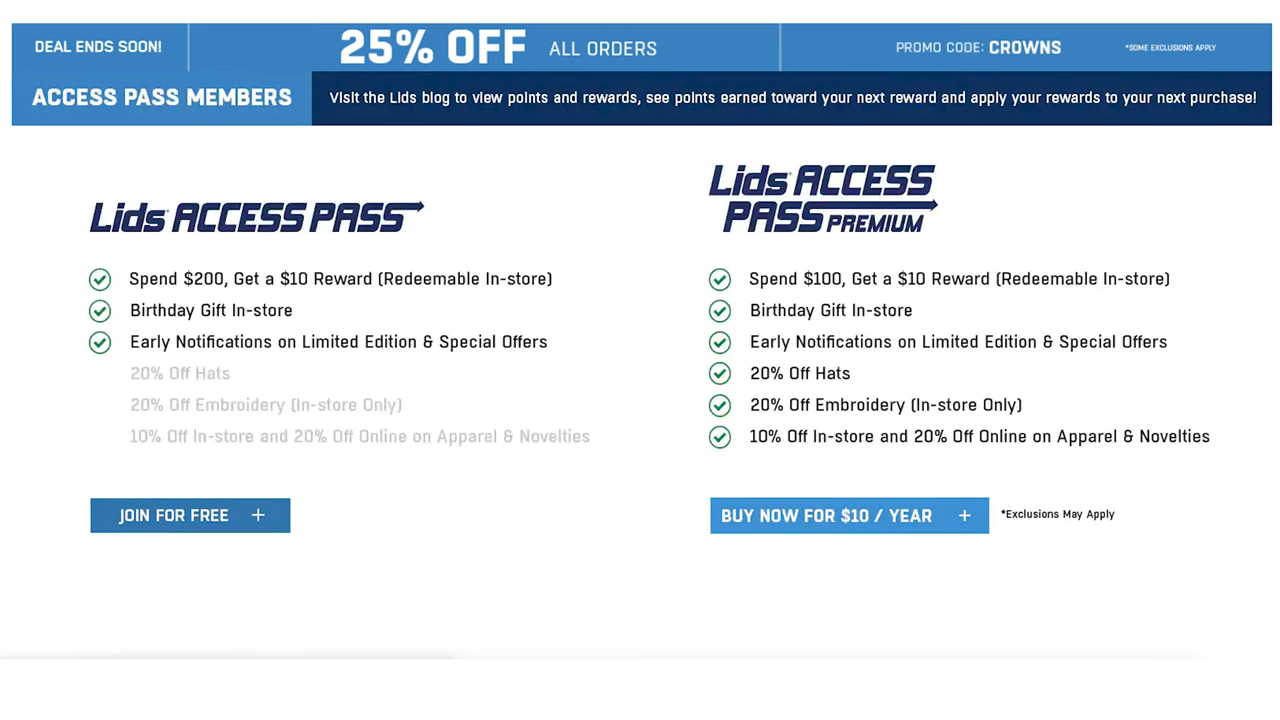 DEAL ENDS SOON!
25% OFF ALL ORDERS
PROMO CODE: CROWNS
*SOME EXCLUSIONS APPLY
ACCESS PASS MEMBERS
Visit the Lids blog to view points and rewards, see points earned toward your next reward and apply your rewards to your next purchase!
Lids ACCESS PASS
Spend $200, Get a $10 Reward (Redeemable In-store)
Birthday Gift In-store
Early Notifications on Limited Edition & Special Offers
20% Off Hats
20% Off Embroidery (In-store Only)
10% Off In-store and 20% Off Online on Apparel & Novelties
JOIN FOR FREE +
Lids ACCESS
PASS PREMIUM
Spend $100, Get a $10 Reward (Redeemable In-store)
Birthday Gift In-store
Early Notifications on Limited Edition & Special Offers
20% Off Hats
20% Off Embroidery (In-store Only)
10% Off In-store and 20% Off Online on Apparel & Novelties
BUY NOW FOR $10 / YEAR +
*Exclusions May Apply